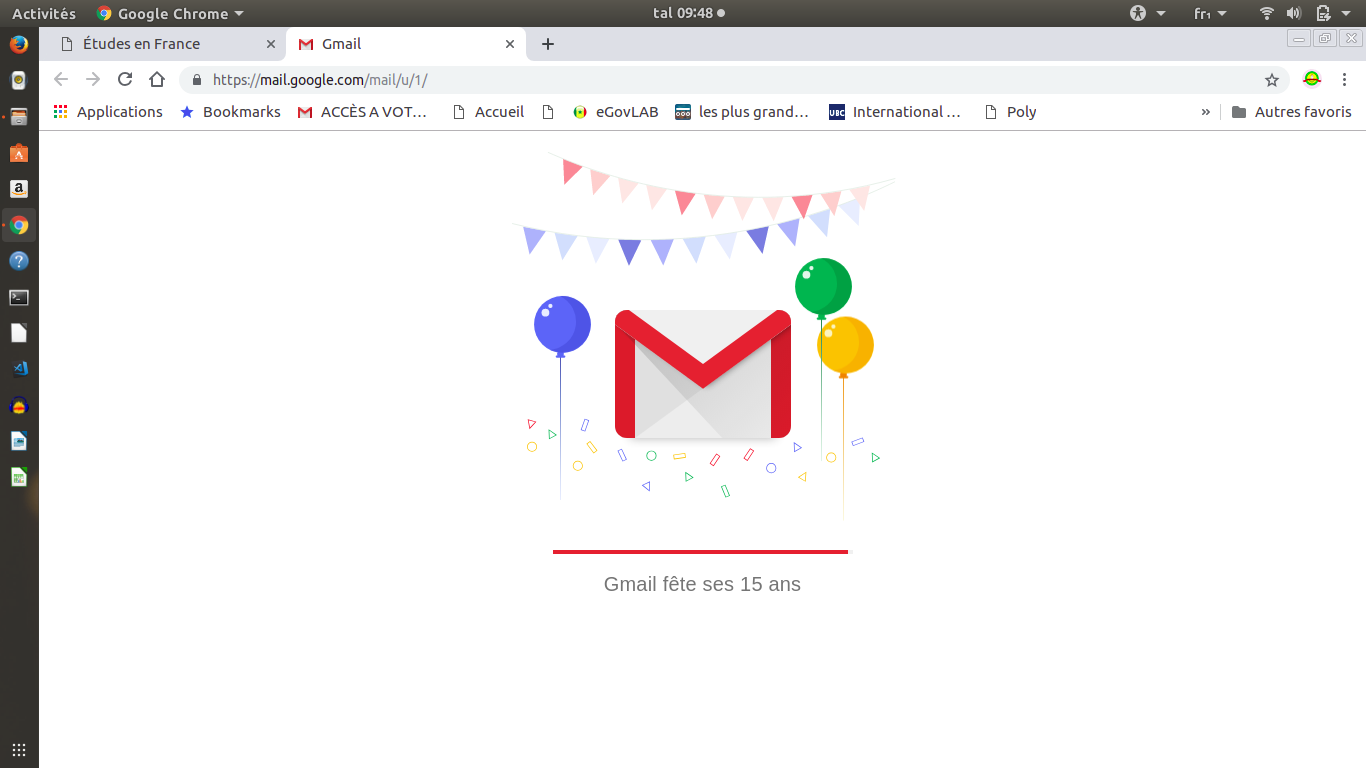 Activités Google Chrome tal 09:48 fr₁
Études en France Gmail
https://mail.google.com/mail/u/1/
Applications Bookmarks ACCÈS A VOT… Accueil eGovLAB les plus grand… UBC International … Poly » Autres favoris
Gmail fête ses 15 ans